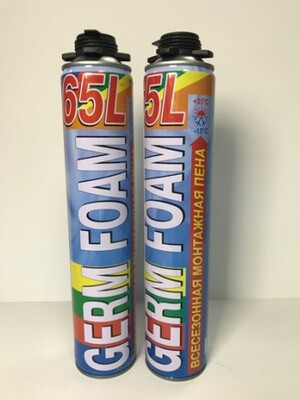 65L
GERM FOAM
5L
GERM FOAM
+35°C
-15°C
ВСЕСЕЗОННАЯ МОНТАЖНАЯ ПЕНА